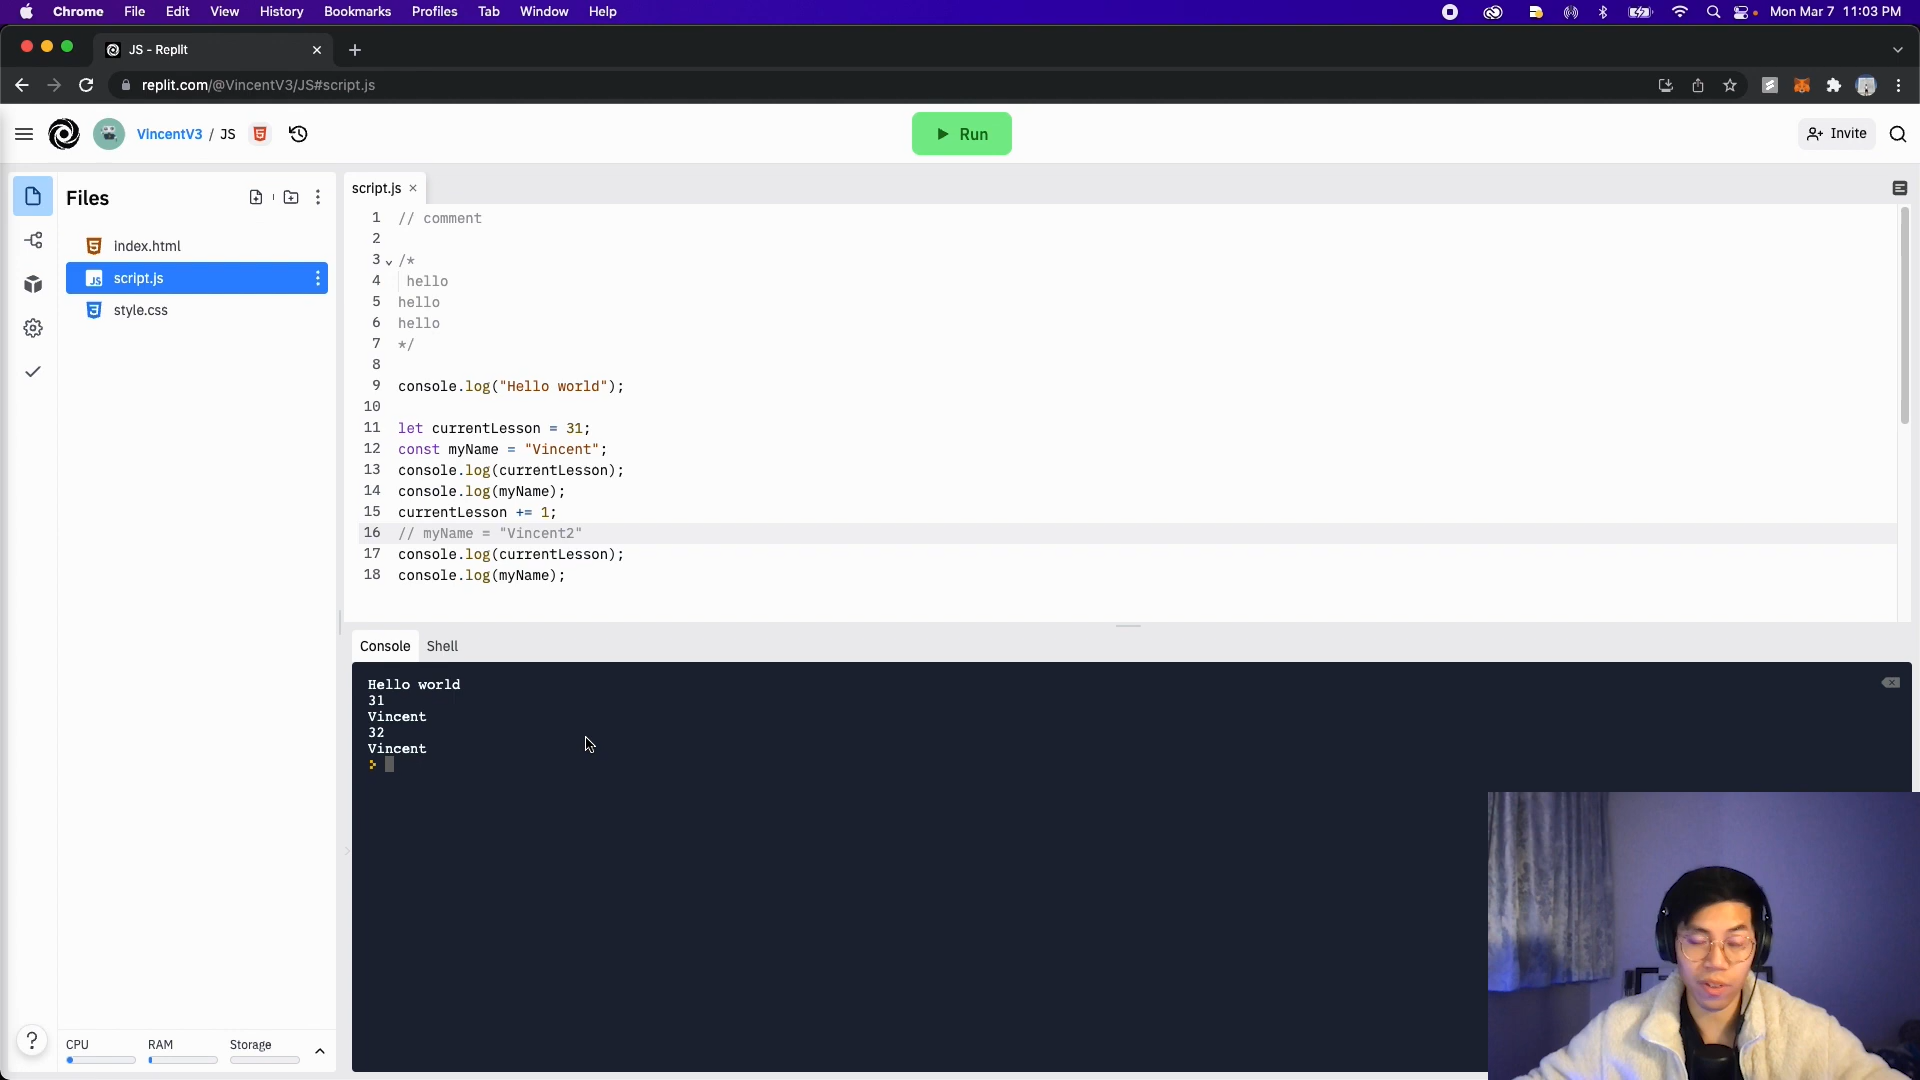 Chrome File Edit View History Bookmarks Profiles Tab Window Help Mon Mar 7 11:03 PM
JS - Replit
replit.com/@VincentV3/JS#script.js
VincentV3 / JS
Run
Invite
Files
index.html
script.js
style.css
script.js
1 // comment
2
3 /*
4 hello
5 hello
6 hello
7 */
8
9 console.log("Hello world");
10
11 let currentLesson = 31;
12 const myName = "Vincent";
13 console.log(currentLesson);
14 console.log(myName);
15 currentLesson += 1;
16 // myName = "Vincent2"
17 console.log(currentLesson);
18 console.log(myName);
Console Shell
Hello world
31
Vincent
32
Vincent
>
? CPU RAM Storage